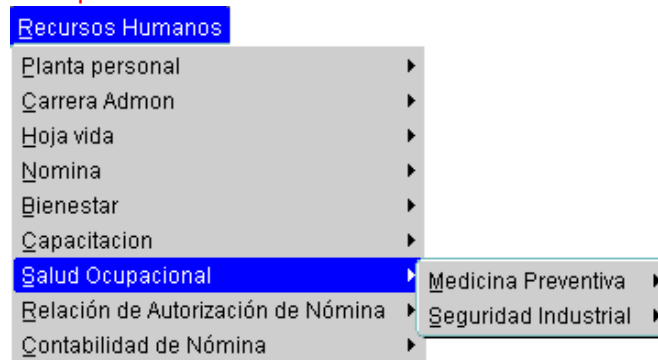 Recursos Humanos
Planta personal
Carrera Admon
Hoja vida
Nomina
Bienestar
Capacitacion
Salud Ocupacional
Medicina Preventiva
Relación de Autorización de Nómina
Seguridad Industrial
Contabilidad de Nómina